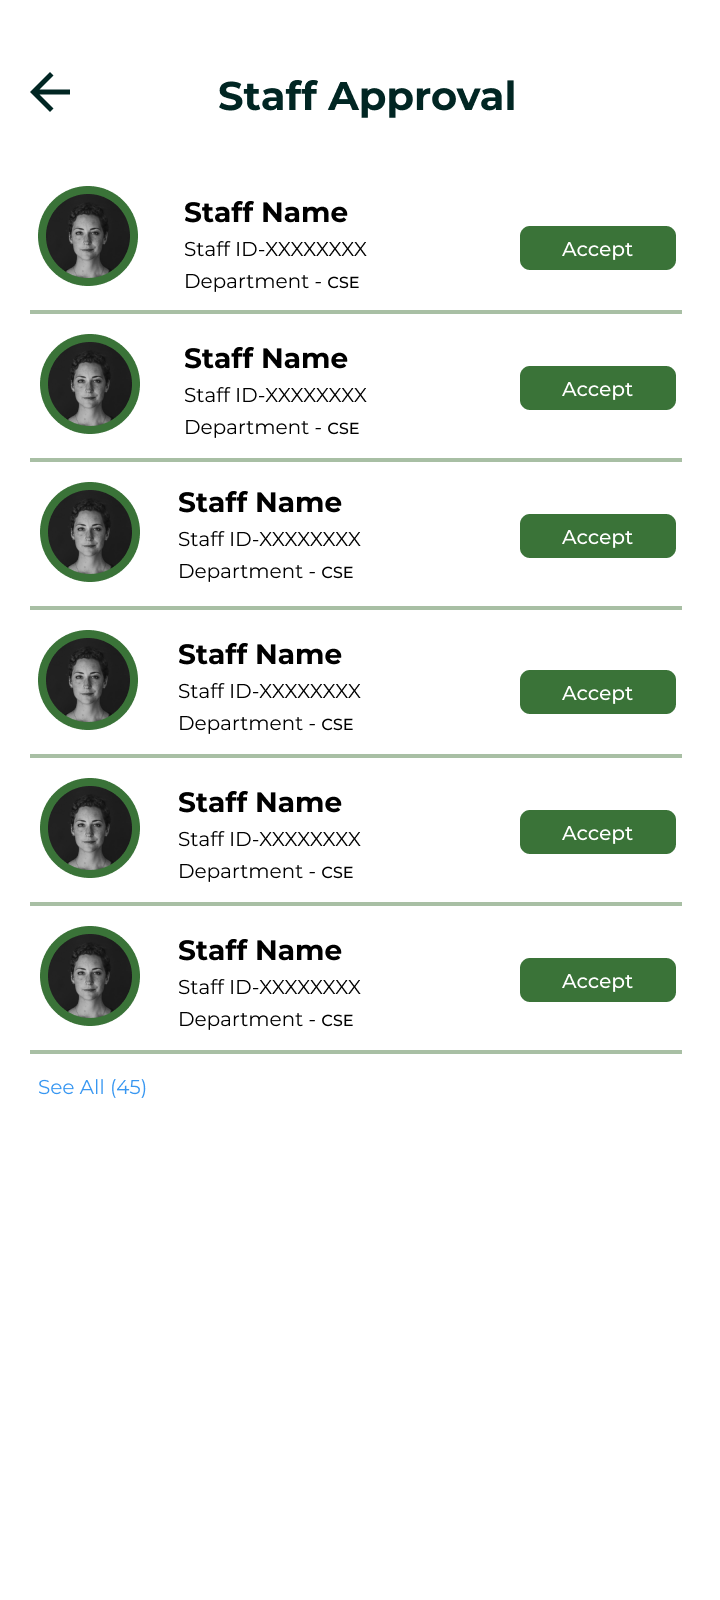 Staff Approval
Staff Name
Staff ID-XXXXXXXX
Department - CSE
Accept
Staff Name
Staff ID-XXXXXXXX
Department - CSE
Accept
Staff Name
Staff ID-XXXXXXXX
Department - CSE
Accept
Staff Name
Staff ID-XXXXXXXX
Department - CSE
Accept
Staff Name
Staff ID-XXXXXXXX
Department - CSE
Accept
Staff Name
Staff ID-XXXXXXXX
Department - CSE
Accept
See All (45)